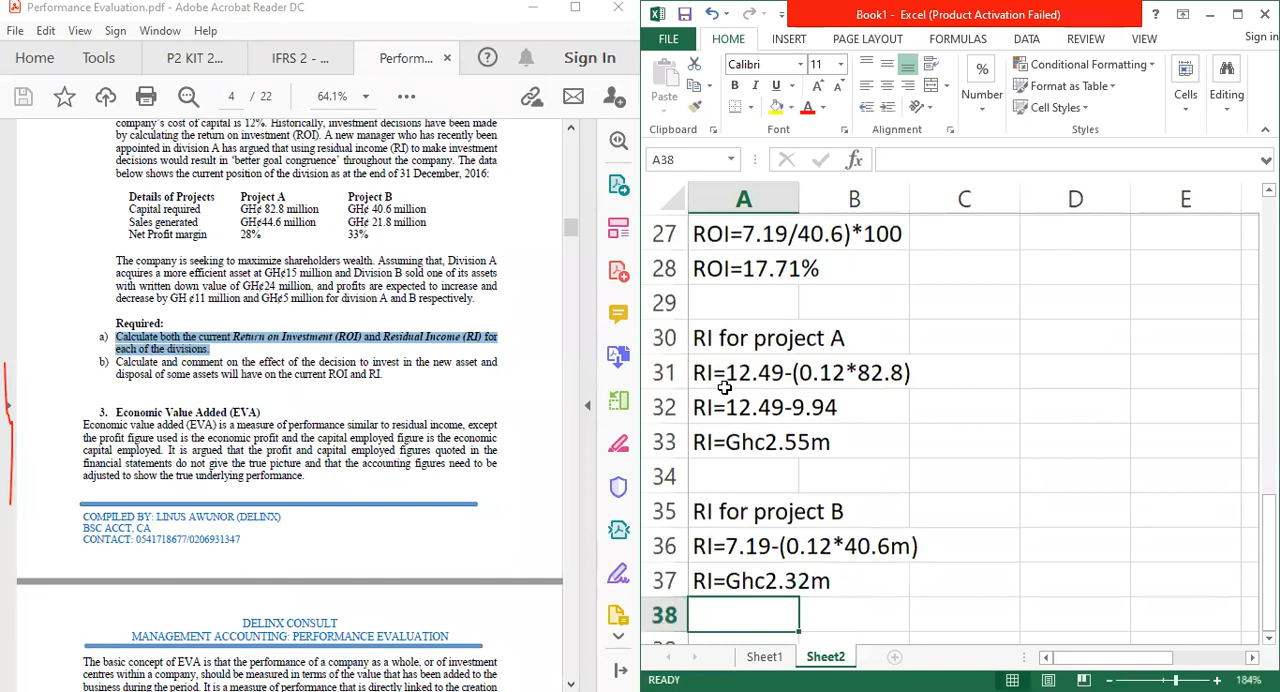 Performance Evaluation.pdf - Adobe Acrobat Reader DC
File Edit View Sign Window Help
Home Tools P2 KIT 2... IFRS 2 - ... Perform... × Sign In
4 / 22 64.1%
company's cost of capital is 12%. Historically, investment decisions have been made
by calculating the return on investment (ROI). A new manager who has recently been
appointed in division A has argued that using residual income (RI) to make investment
decisions would result in 'better goal congruence' throughout the company. The data
below shows the current position of the division as at the end of 31 December, 2016:
Details of Projects Project A Project B
Capital required GH¢ 82.8 million GH¢ 40.6 million
Sales generated GH¢44.6 million GH¢ 21.8 million
Net Profit margin 28% 33%
The company is seeking to maximize shareholders wealth. Assuming that, Division A
acquires a more efficient asset at GH¢15 million and Division B sold one of its assets
with written down value of GH¢24 million, and profits are expected to increase and
decrease by GH ¢11 million and GH¢5 million for division A and B respectively.
Required:
a) Calculate both the current Return on Investment (ROI) and Residual Income (RI) for
each of the divisions.
b) Calculate and comment on the effect of the decision to invest in the new asset and
disposal of some assets will have on the current ROI and RI.
3. Economic Value Added (EVA)
Economic value added (EVA) is a measure of performance similar to residual income, except
the profit figure used is the economic profit and the capital employed figure is the economic
capital employed. It is argued that the profit and capital employed figures quoted in the
financial statements do not give the true picture and that the accounting figures need to be
adjusted to show the true underlying performance.
COMPILED BY: LINUS AWUNOR (DELINX)
BSC ACCT, CA
CONTACT: 0541718677/0206931347
DELINX CONSULT
MANAGEMENT ACCOUNTING: PERFORMANCE EVALUATION
The basic concept of EVA is that the performance of a company as a whole, or of investment
centres within a company, should be measured in terms of the value that has been added to the
business during the period. It is a measure of performance that is directly linked to the creation
Book1 - Excel (Product Activation Failed)
FILE HOME INSERT PAGE LAYOUT FORMULAS DATA REVIEW VIEW Sign in
Paste Calibri 11 Conditional Formatting
Format as Table
Cell Styles
Number Cells Editing
Clipboard Font Alignment Styles
A38 fx
A B C D E
27 ROI=7.19/40.6)*100
28 ROI=17.71%
29
30 RI for project A
31 RI=12.49-(0.12*82.8)
32 RI=12.49-9.94
33 RI=Ghc2.55m
34
35 RI for project B
36 RI=7.19-(0.12*40.6m)
37 RI=Ghc2.32m
38
Sheet1 Sheet2
READY 184%